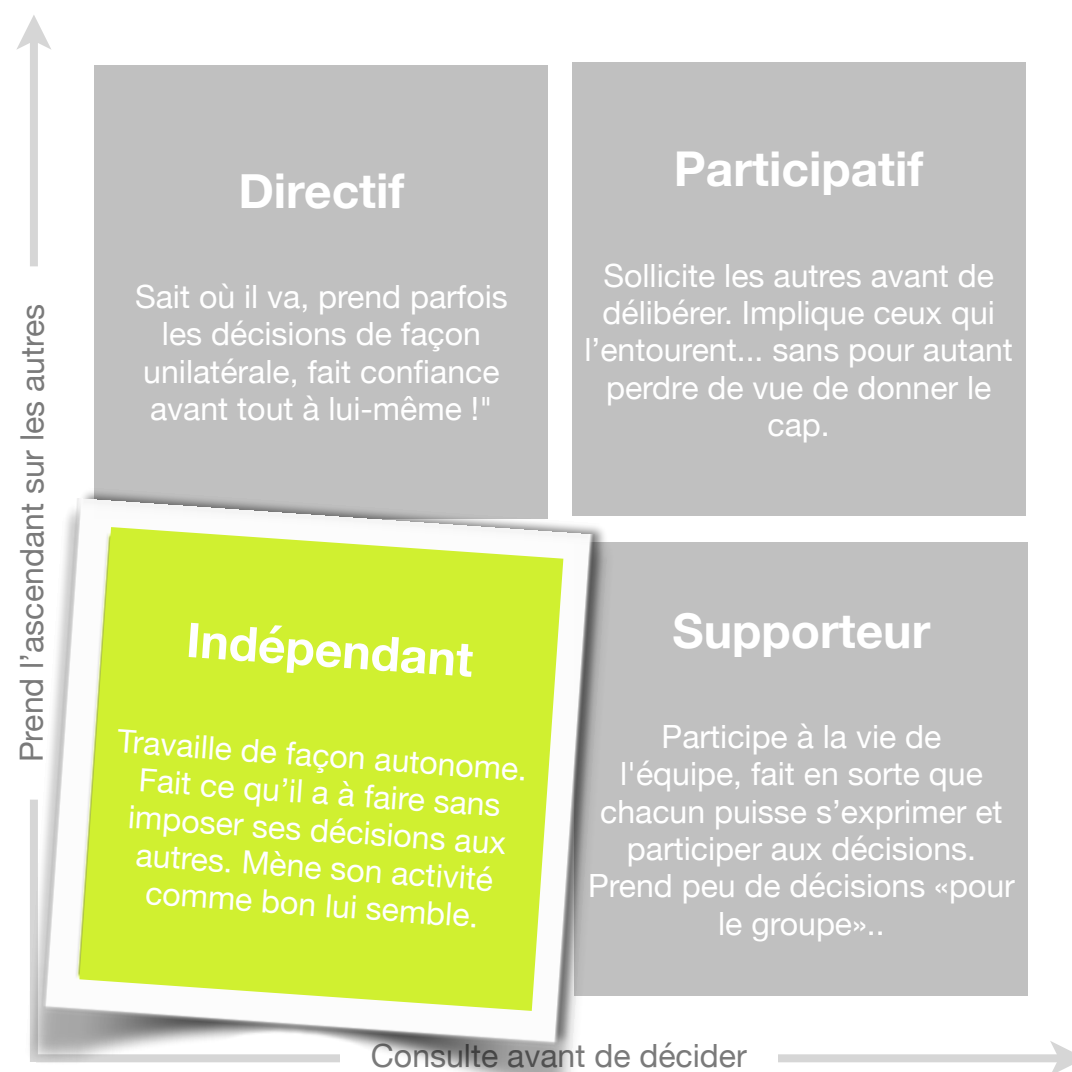 Directif
Sait où il va, prend parfois
les décisions de façon
unilatérale, fait confiance
avant tout à lui-même !"
Participatif
Sollicite les autres avant de
délibérer. Implique ceux qui
l’entourent... sans pour autant
perdre de vue de donner le
cap.
Prend l’ascendant sur les autres
Indépendant
Travaille de façon autonome.
Fait ce qu’il a à faire sans
imposer ses décisions aux
autres. Mène son activité
comme bon lui semble.
Supporteur
Participe à la vie de
l'équipe, fait en sorte que
chacun puisse s’exprimer et
participer aux décisions.
Prend peu de décisions «pour
le groupe»..
Consulte avant de décider